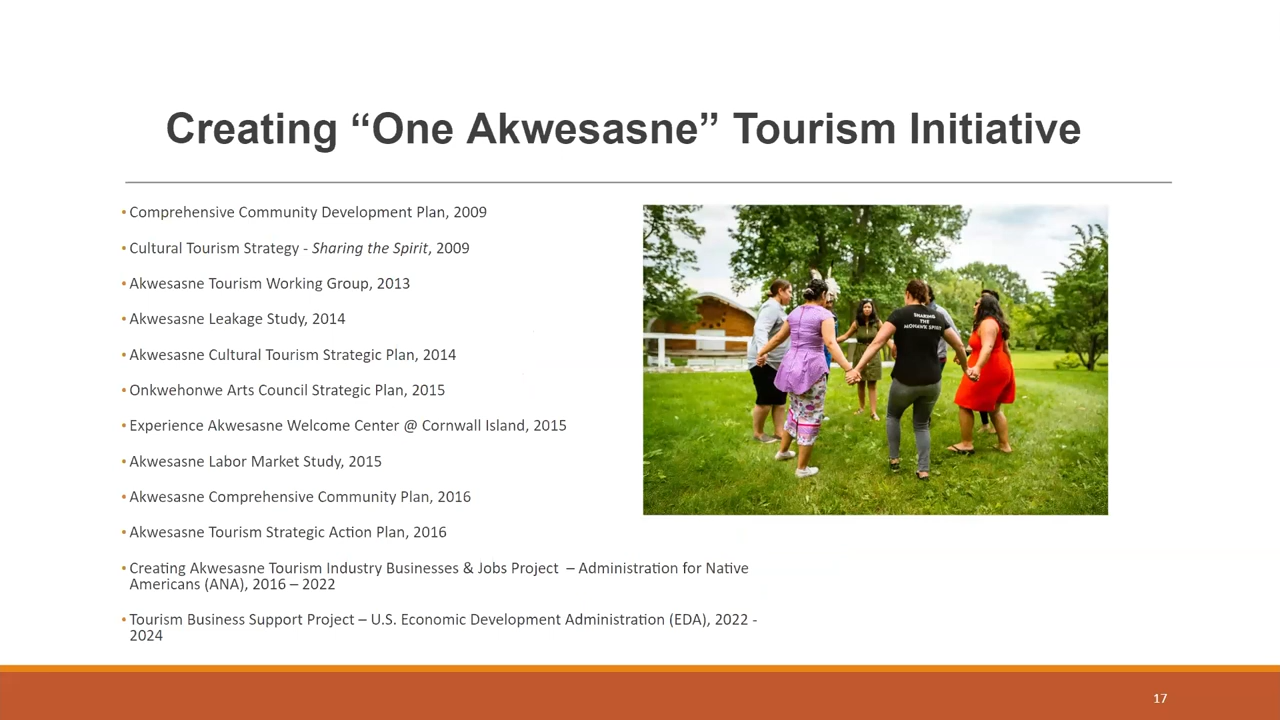 Creating “One Akwesasne” Tourism Initiative
• Comprehensive Community Development Plan, 2009
• Cultural Tourism Strategy - Sharing the Spirit, 2009
• Akwesasne Tourism Working Group, 2013
• Akwesasne Leakage Study, 2014
• Akwesasne Cultural Tourism Strategic Plan, 2014
• Onkwehonwe Arts Council Strategic Plan, 2015
• Experience Akwesasne Welcome Center @ Cornwall Island, 2015
• Akwesasne Labor Market Study, 2015
• Akwesasne Comprehensive Community Plan, 2016
• Akwesasne Tourism Strategic Action Plan, 2016
• Creating Akwesasne Tourism Industry Businesses & Jobs Project – Administration for Native
Americans (ANA), 2016 – 2022
• Tourism Business Support Project – U.S. Economic Development Administration (EDA), 2022 -
2024
SHARING
THE
MOHAWK SPIRIT
17